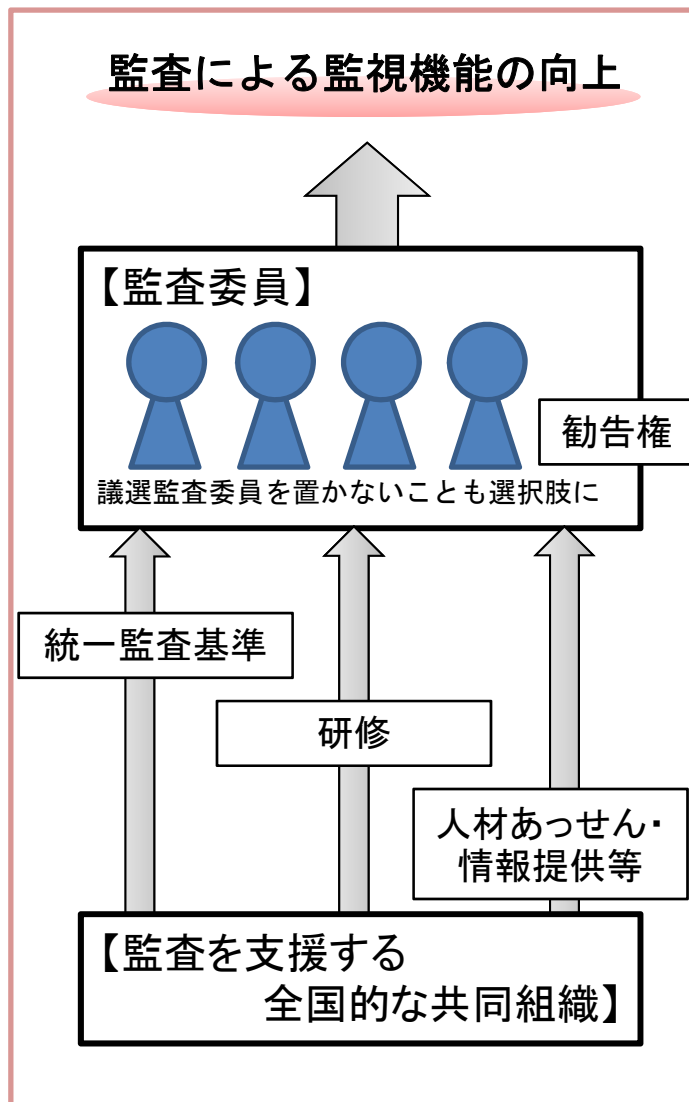 監査による監視機能の向上
【監査委員】
勧告権
議選監査委員を置かないことも選択肢に
統一監査基準
研修
人材あっせん・
情報提供等
【監査を支援する
全国的な共同組織】